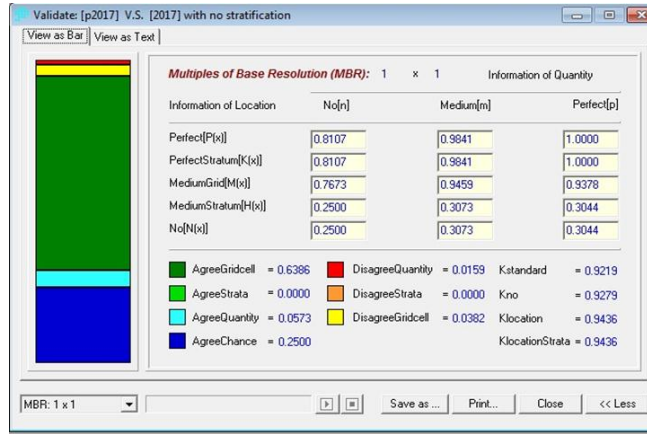 Validate: [p2017] V.S. [2017] with no stratification
View as Bar View as Text
Multiples of Base Resolution (MBR): 1 x 1 Information of Quantity
Information of Location No[n] Medium[m] Perfect[p]
Perfect[P(x)] 0.8107 0.9841 1.0000
PerfectStratum[K(x)] 0.8107 0.9841 1.0000
MediumGrid[M(x)] 0.7673 0.9459 0.9378
MediumStratum[H(x)] 0.2500 0.3073 0.3044
No[N(x)] 0.2500 0.3073 0.3044
AgreeGridcell = 0.6386 DisagreeQuantity = 0.0159 Kstandard = 0.9219
AgreeStrata = 0.0000 DisagreeStrata = 0.0000 Kno = 0.9279
AgreeQuantity = 0.0573 DisagreeGridcell = 0.0382 Klocation = 0.9436
AgreeChance = 0.2500 KlocationStrata = 0.9436
MBR: 1 x 1 Save as ... Print... Close << Less